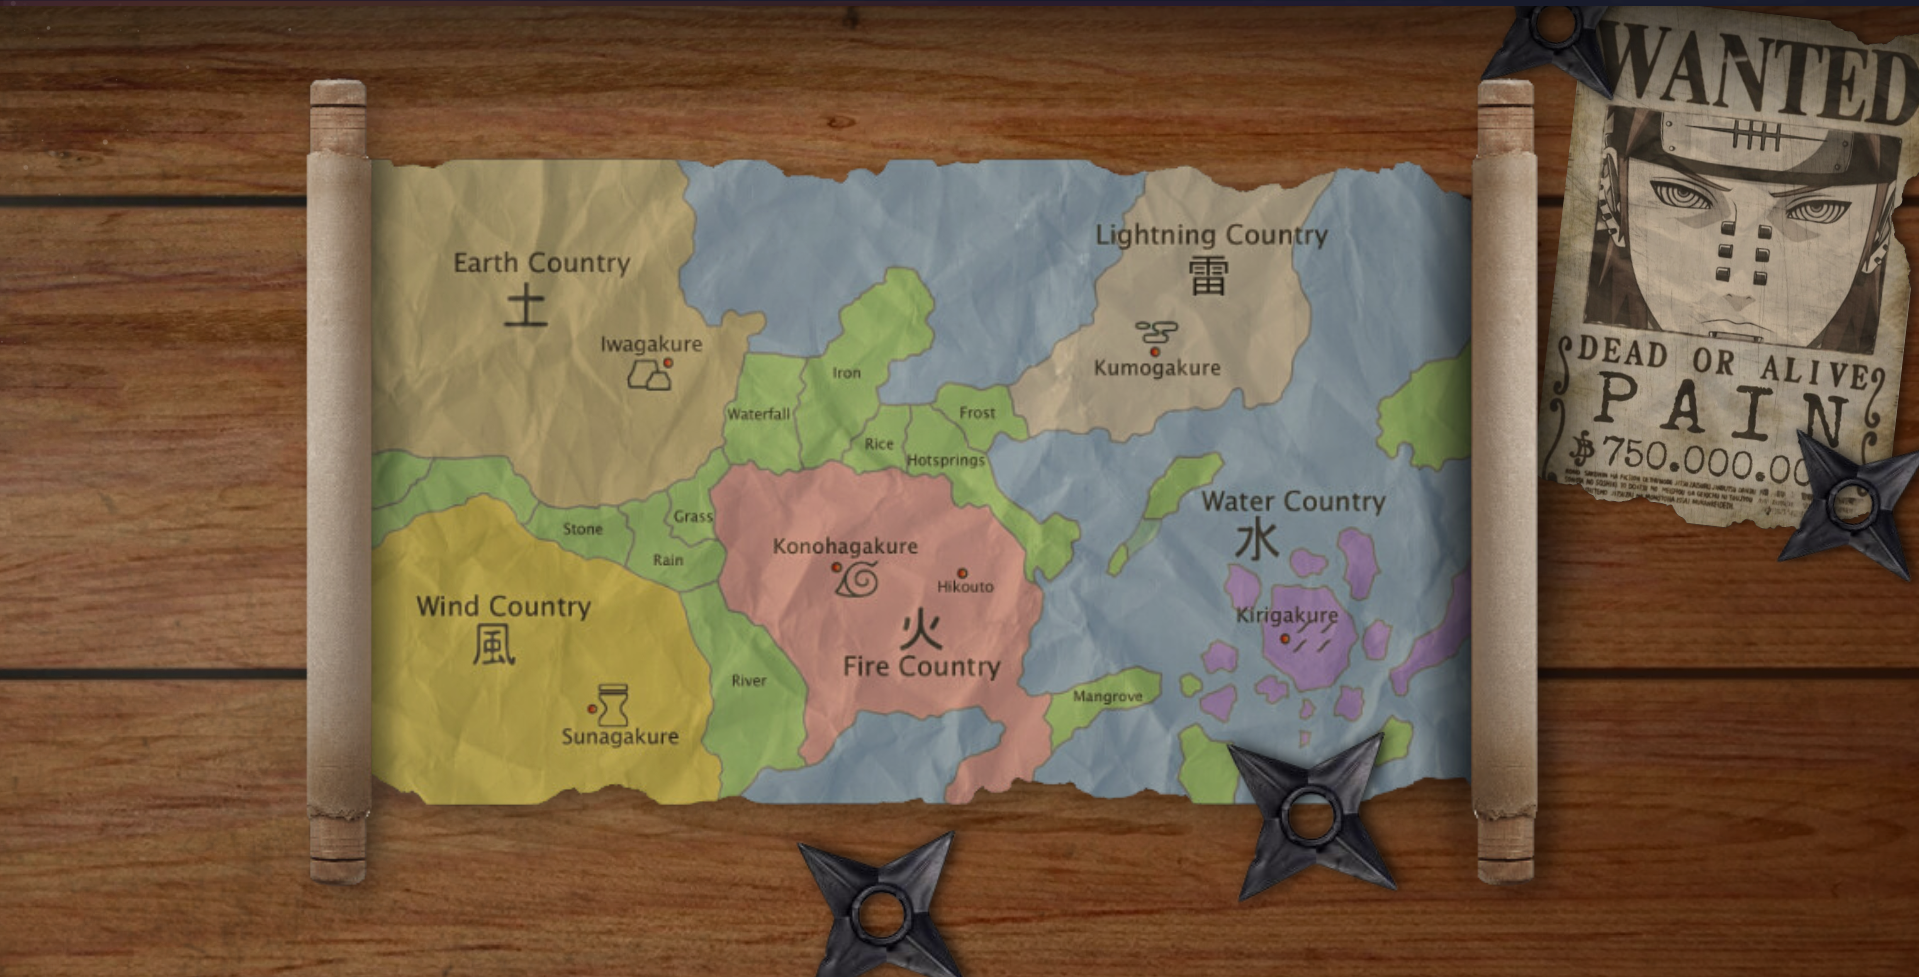 WANTED
DEAD OR ALIVE
PAIN
฿750.000.00
Lightning Country
雷
Earth Country
土
Iwagakure
Kumogakure
Iron
Waterfall
Frost
Rice
Hotsprings
Water Country
水
Grass
Stone
Rain
Konohagakure
Hikouto
Wind Country
風
Kirigakure
火
Fire Country
River
Mangrove
Sunagakure